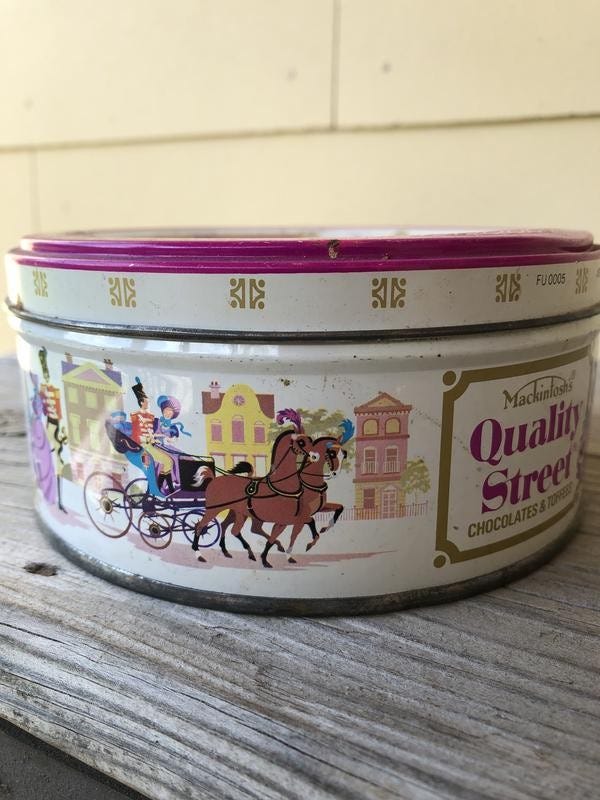 FU 0005
Mackintosh's
Quality
Street
CHOCOLATES & TOFFEES